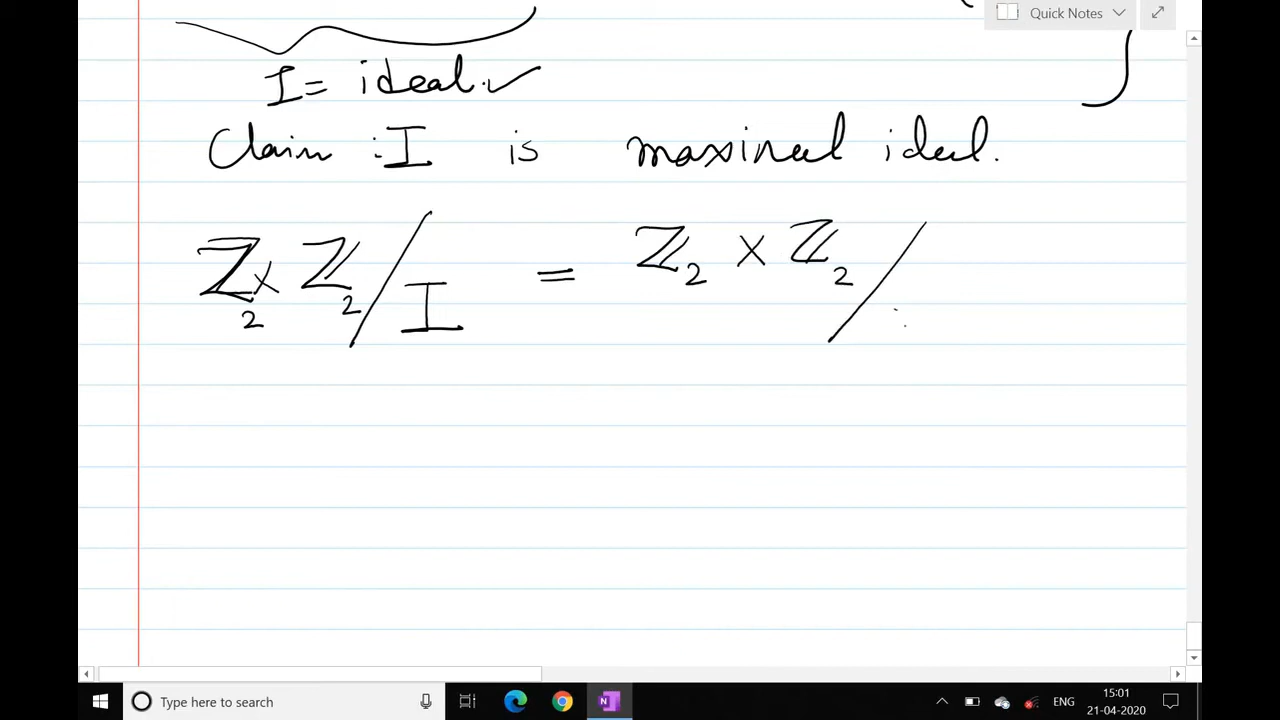 Quick Notes
I = ideal.
Claim : I is maximal ideal.
ℤ₂ × ℤ₂ / I = ℤ₂ × ℤ₂ /
Type here to search
ENG
15:01
21-04-2020